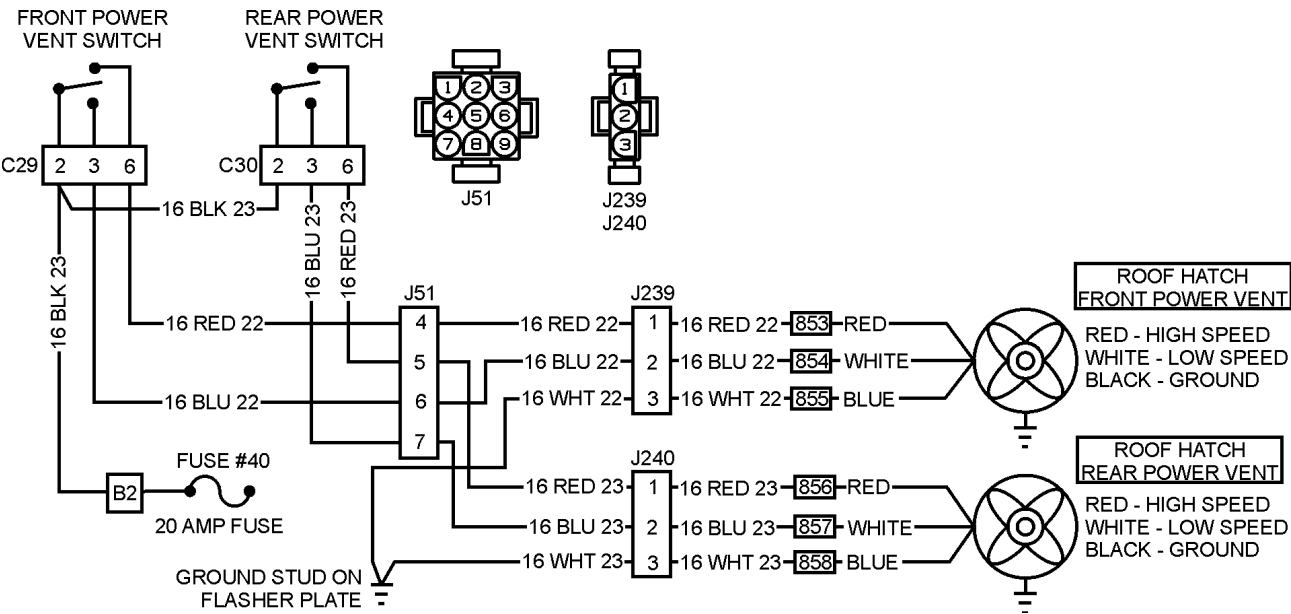 FRONT POWER
VENT SWITCH
REAR POWER
VENT SWITCH
1 2 3
4 5 6
7 8 9
J51
1
2
3
J239
J240
C29 2 3 6
C30 2 3 6
16 BLK 23
16 BLK 23
16 BLU 23
16 RED 23
J51
4
5
6
7
16 RED 22
16 BLU 22
J239
16 RED 22 1 16 RED 22 853 RED
16 BLU 22 2 16 BLU 22 854 WHITE
16 WHT 22 3 16 WHT 22 855 BLUE
ROOF HATCH
FRONT POWER VENT
RED - HIGH SPEED
WHITE - LOW SPEED
BLACK - GROUND
J240
16 RED 23 1 16 RED 23 856 RED
16 BLU 23 2 16 BLU 23 857 WHITE
16 WHT 23 3 16 WHT 23 858 BLUE
ROOF HATCH
REAR POWER VENT
RED - HIGH SPEED
WHITE - LOW SPEED
BLACK - GROUND
FUSE #40
B2
20 AMP FUSE
GROUND STUD ON
FLASHER PLATE